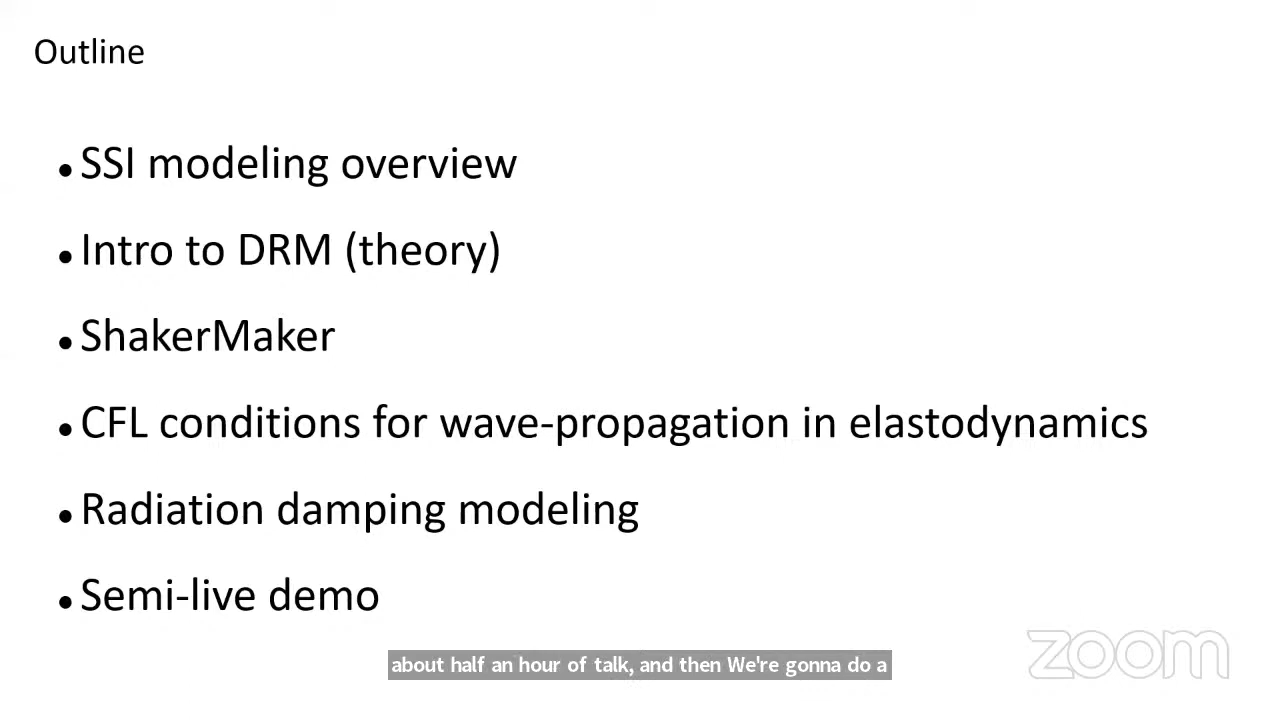 Outline
• SSI modeling overview
• Intro to DRM (theory)
• ShakerMaker
• CFL conditions for wave-propagation in elastodynamics
• Radiation damping modeling
• Semi-live demo
about half an hour of talk, and then We're gonna do a
zoom